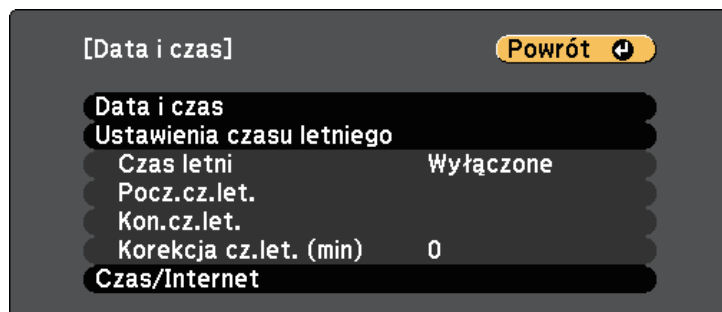 [Data i czas] Powrót
Data i czas
Ustawienia czasu letniego
Czas letni Wyłączone
Pocz.cz.let.
Kon.cz.let.
Korekcja cz.let. (min) 0
Czas/Internet